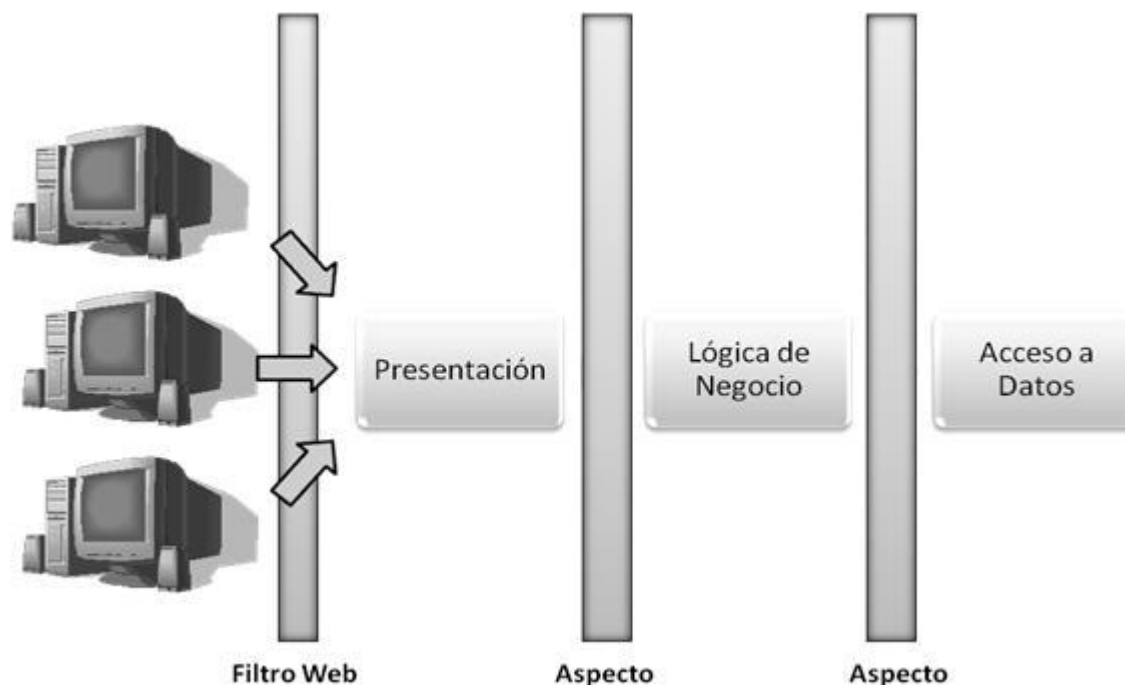 Presentación
Lógica de
Negocio
Acceso a
Datos
Filtro Web
Aspecto
Aspecto